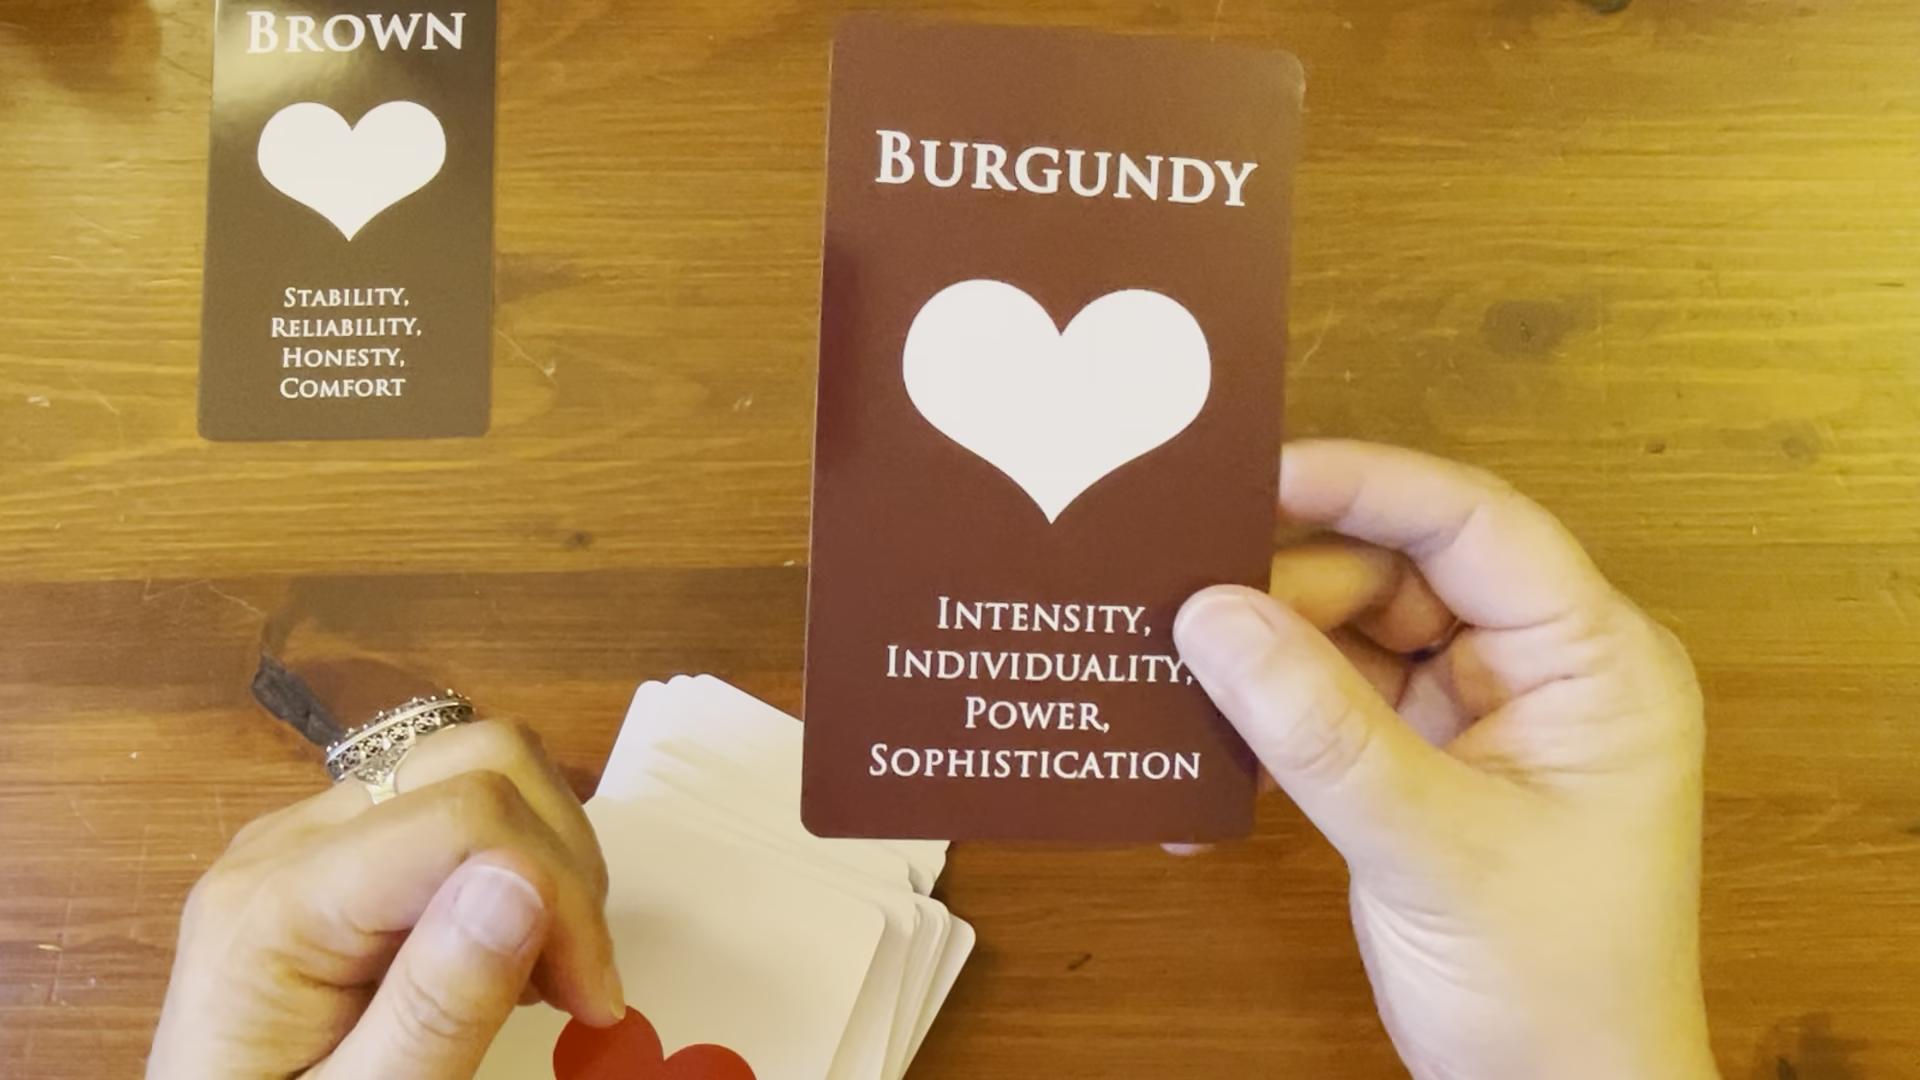 BROWN
STABILITY,
RELIABILITY,
HONESTY,
COMFORT
BURGUNDY
INTENSITY,
INDIVIDUALITY,
POWER,
SOPHISTICATION